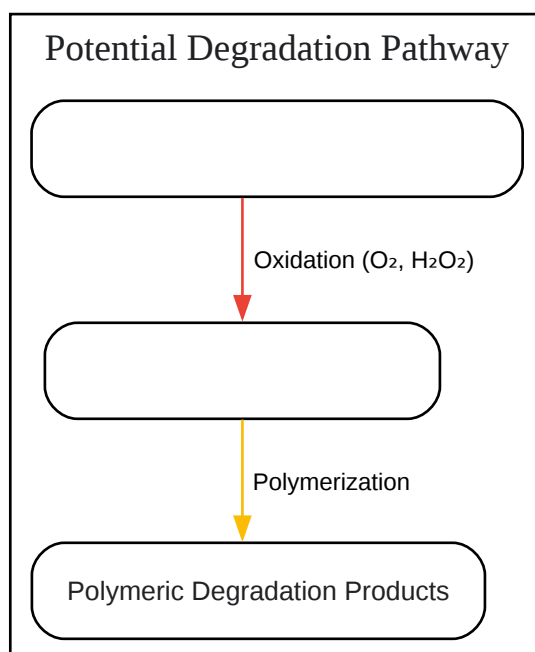 Potential Degradation Pathway
Oxidation (O₂, H₂O₂)
Polymerization
Polymeric Degradation Products